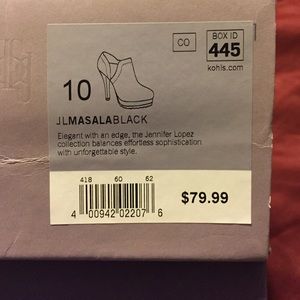 CO
BOX ID
445
kohls.com
10
JLMASALABLACK
Elegant with an edge, the Jennifer Lopez
collection balances effortless sophistication
with unforgettable style.
418 60 62
4 00942 02207 6
$79.99